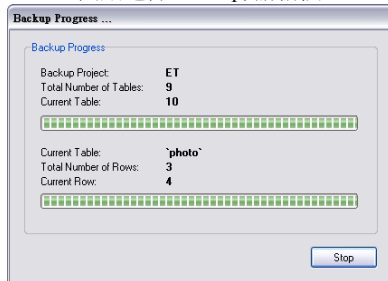 Backup Progress ...
Backup Progress
Backup Project: ET
Total Number of Tables: 9
Current Table: 10
Current Table: `photo`
Total Number of Rows: 3
Current Row: 4
Stop